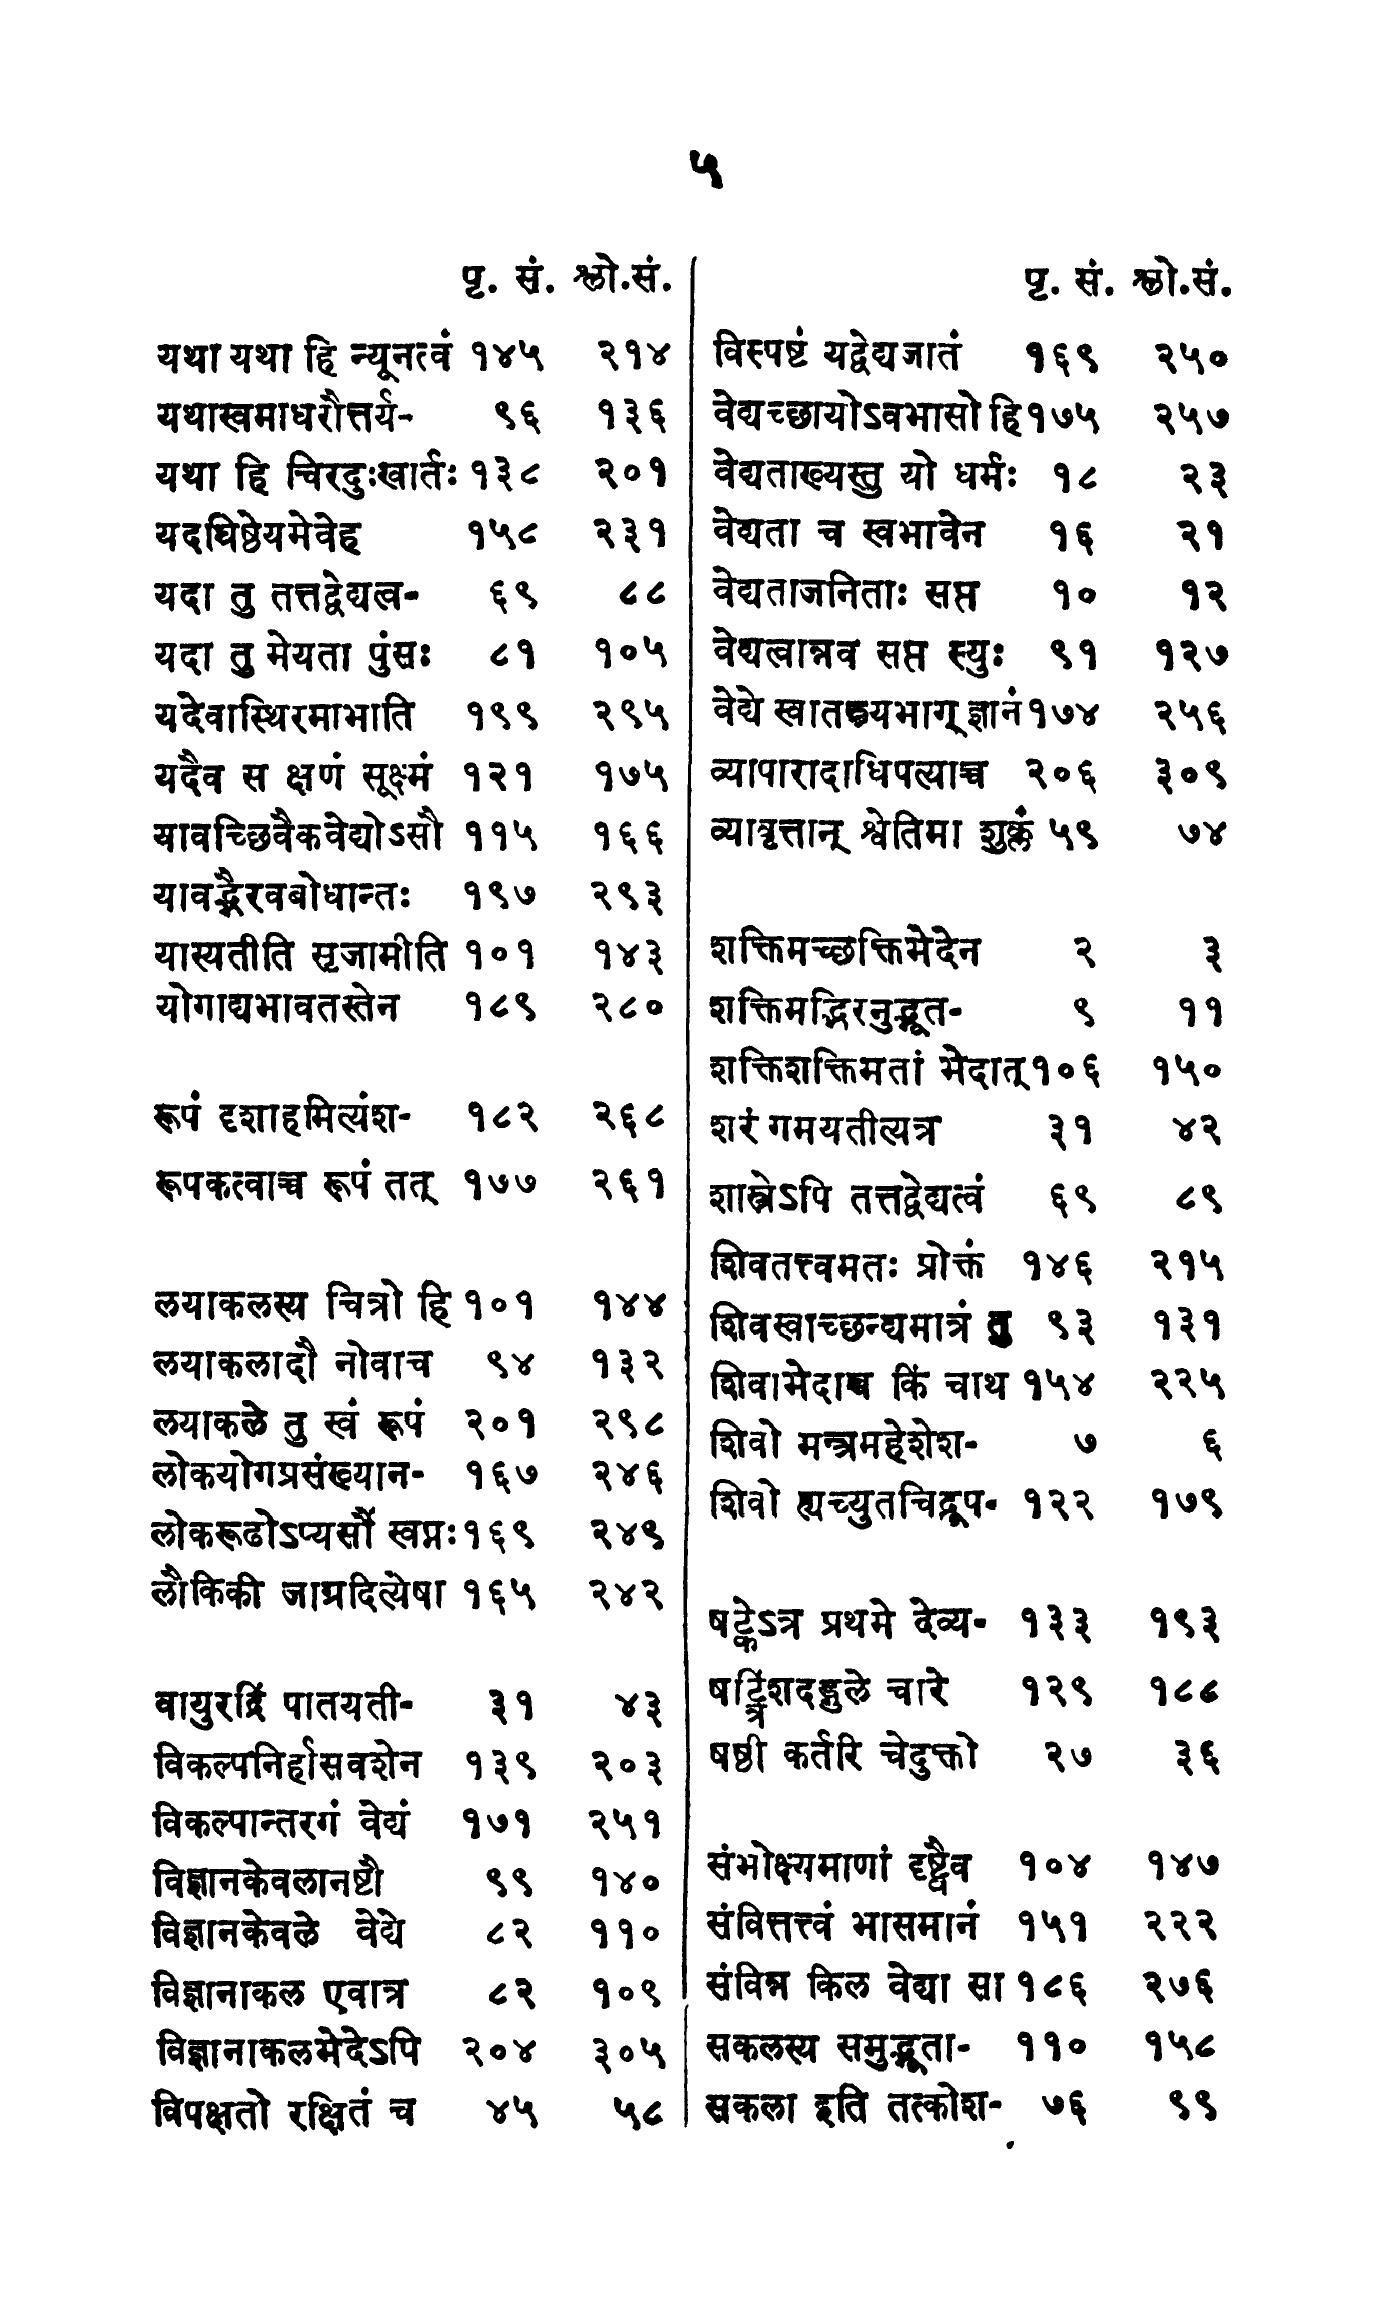 ५
पृ. सं. श्लो.सं.
यथा यथा हि न्यूनत्वं १४५ २१४
यथास्वमाधरौत्तर्य- ९६ १३६
यथा हि चिरदुःखार्तः १३८ २०१
यदधिष्ठेयमेवेह १५८ २३१
यदा तु तत्तद्वेद्यत्व- ६९ ८८
यदा तु मेयता पुंसः ८१ १०५
यदेवास्थिरमाभाति १९९ २९५
यदैव स क्षणं सूक्ष्मं १२१ १७५
यावच्छिवैकवेद्योऽसौ ११५ १६६
यावद्भैरवबोधान्तः १९७ २९३
यास्यतीति सृजामीति १०१ १४३
योगाद्यभावतस्तेन १८९ २८०
रूपं दृशाहमित्यंश- १८२ २६८
रूपकत्वाच्च रूपं तत् १७७ २६१
लयाकलस्य चित्रो हि १०१ १४४
लयाकलादौ नोवाच ९४ १३२
लयाकले तु स्वं रूपं २०१ २९८
लोकयोगप्रसंख्यान- १६७ २४६
लोकरूढोऽप्यसौ स्वप्नः १६९ २४९
लौकिकी जाग्रदित्येषा १६५ २४२
वायुरद्रिं पातयती- ३१ ४३
विकल्पनिर्ह्रासवशेन १३९ २०३
विकल्पान्तरगं वेद्यं १७१ २५१
विज्ञानकेवलानष्टौ ९९ १४०
विज्ञानकेवले वेद्ये ८२ ११०
विज्ञानाकल एवात्र ८२ १०९
विज्ञानाकलभेदेऽपि २०४ ३०५
विपक्षतो रक्षितं च ४५ ५८
पृ. सं. श्लो.सं.
विस्पष्टं यद्वेद्यजातं १६९ २५०
वेद्यच्छायोऽवभासो हि १७५ २५७
वेद्यताख्यस्तु यो धर्मः १८ २३
वेद्यता च स्वभावेन १६ २१
वेद्यताजनिताः सप्त १० १२
वेद्यत्वान्नव सप्त स्युः ९१ १२७
वेद्ये स्वातन्त्र्यभाग् ज्ञानं १७४ २५६
व्यापारादाधिपत्याच्च २०६ ३०९
व्यावृत्तान् श्वेतिमा शुक्लं ५९ ७४
शक्तिमच्छक्तिभेदेन २ ३
शक्तिमद्भिरनुद्भूत- ९ ११
शक्तिशक्तिमतां भेदात् १०६ १५०
शरं गमयतीत्यत्र ३१ ४२
शास्त्रेऽपि तत्तद्वेद्यत्वं ६९ ८९
शिवतत्त्वमतः प्रोक्तं १४६ २१५
शिवस्वाच्छन्द्यमात्रं तु ९३ १३१
शिवाभेदाच्च किं चाथ १५४ २२५
शिवो मन्त्रमहेशेश- ७ ६
शिवो ह्यच्युतचिद्रूप- १२२ १७९
षट्केऽत्र प्रथमे देव्य- १३३ १९३
षट्त्रिंशदङ्गुले चारे १२९ १८८
षष्ठी कर्तरि चेदुक्तो २७ ३६
संभोक्ष्यमाणां दृष्ट्वैव १०४ १४७
संवित्तत्त्वं भासमानं १५१ २२२
संविन्न किल वेद्या सा १८६ २७६
सकलस्य समुद्भूता- ११० १५८
सकला इति तत्कोश- ७६ ९९